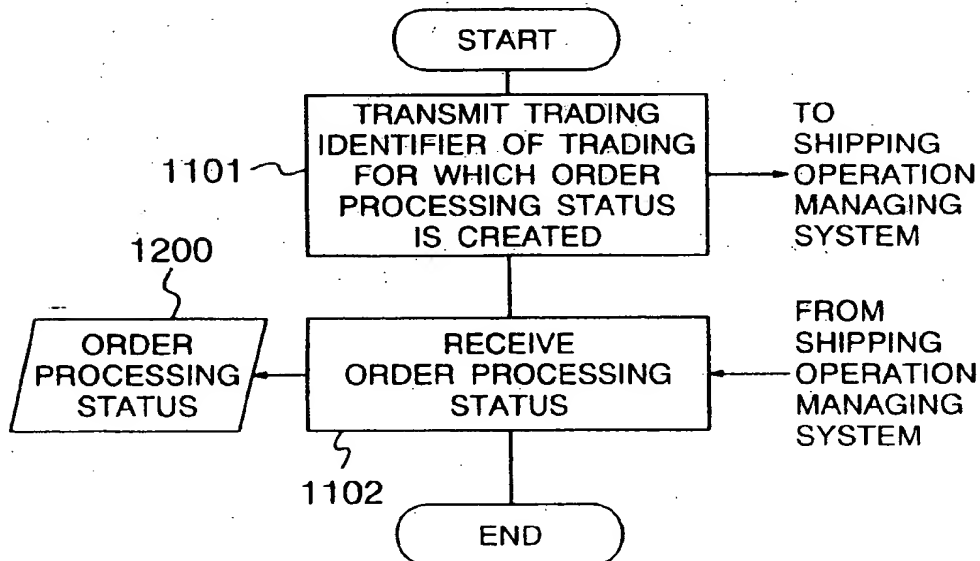 START
TRANSMIT TRADING
IDENTIFIER OF TRADING
FOR WHICH ORDER
PROCESSING STATUS
IS CREATED
1101
TO
SHIPPING
OPERATION
MANAGING
SYSTEM
1200
ORDER
PROCESSING
STATUS
RECEIVE
ORDER PROCESSING
STATUS
FROM
SHIPPING
OPERATION
MANAGING
SYSTEM
1102
END